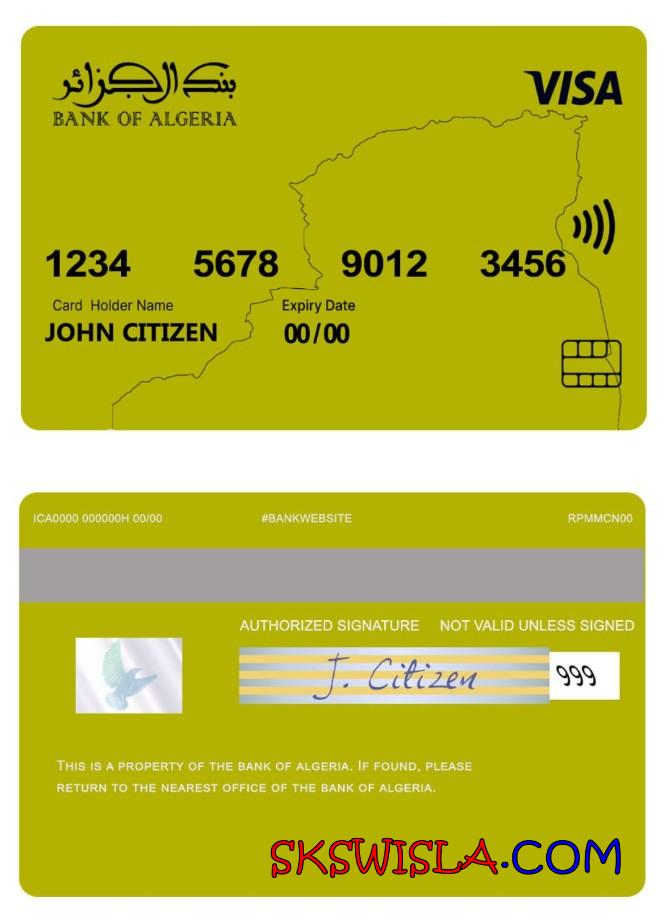 بنك الجزائر
BANK OF ALGERIA
VISA
1234 5678 9012 3456
Card Holder Name Expiry Date
JOHN CITIZEN 00/00
ICA0000 000000H 00/00 #BANKWEBSITE RPMMCN00
AUTHORIZED SIGNATURE NOT VALID UNLESS SIGNED
J. Citizen 999
THIS IS A PROPERTY OF THE BANK OF ALGERIA. IF FOUND, PLEASE
RETURN TO THE NEAREST OFFICE OF THE BANK OF ALGERIA.
SKSWISLA.COM